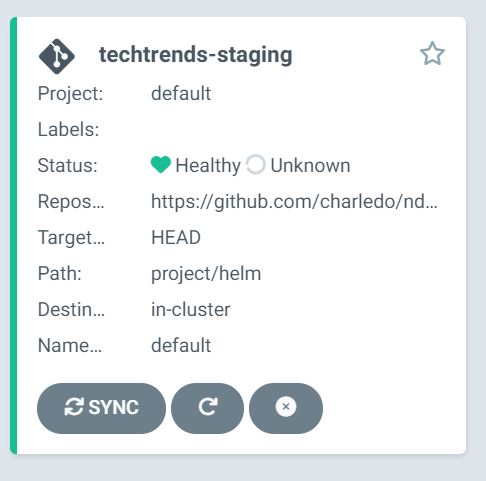 techtrends-staging
Project: default
Labels:
Status: Healthy Unknown
Repos... https://github.com/charledo/nd...
Target... HEAD
Path: project/helm
Destin... in-cluster
Name... default
SYNC